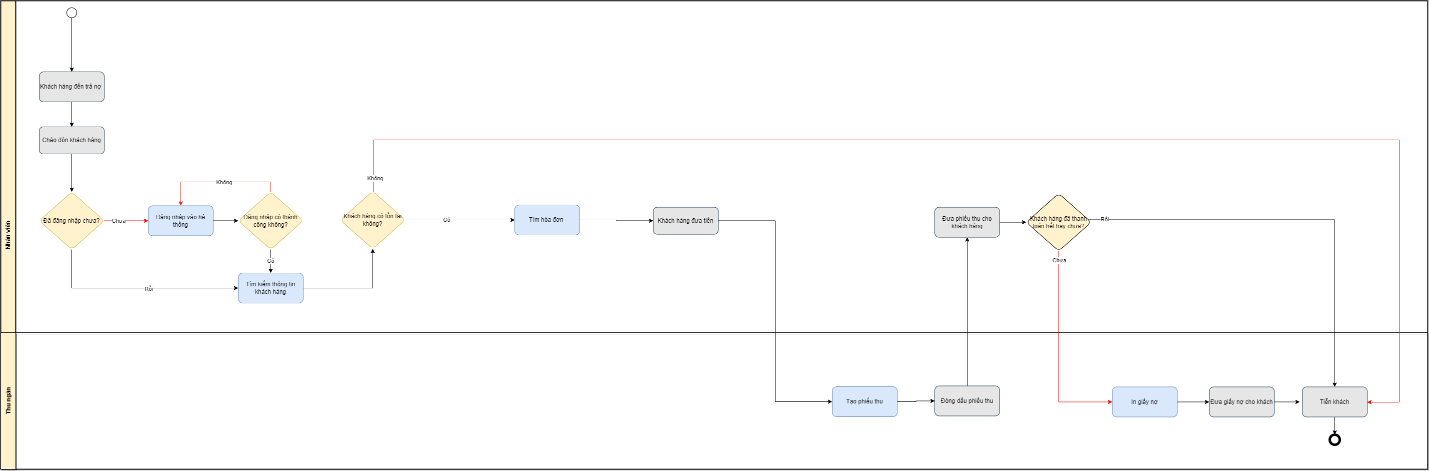 Nhân viên
Khách hàng đến trả nợ
Chào đón khách hàng
Đã đăng nhập chưa?
Chưa
Đăng nhập vào hệ
thống
Không
Đăng nhập có thành
công không?
Có
Rồi
Tìm kiếm thông tin
khách hàng
Không
Khách hàng có tồn tại
không?
Có
Tìm hóa đơn
Khách hàng đưa tiền
Đưa phiếu thu cho
khách hàng
Khách hàng đã thanh
toán hết hay chưa?
Rồi
Chưa
Thu ngân
Tạo phiếu thu
Đóng dấu phiếu thu
In giấy nợ
Đưa giấy nợ cho khách
Tiễn khách